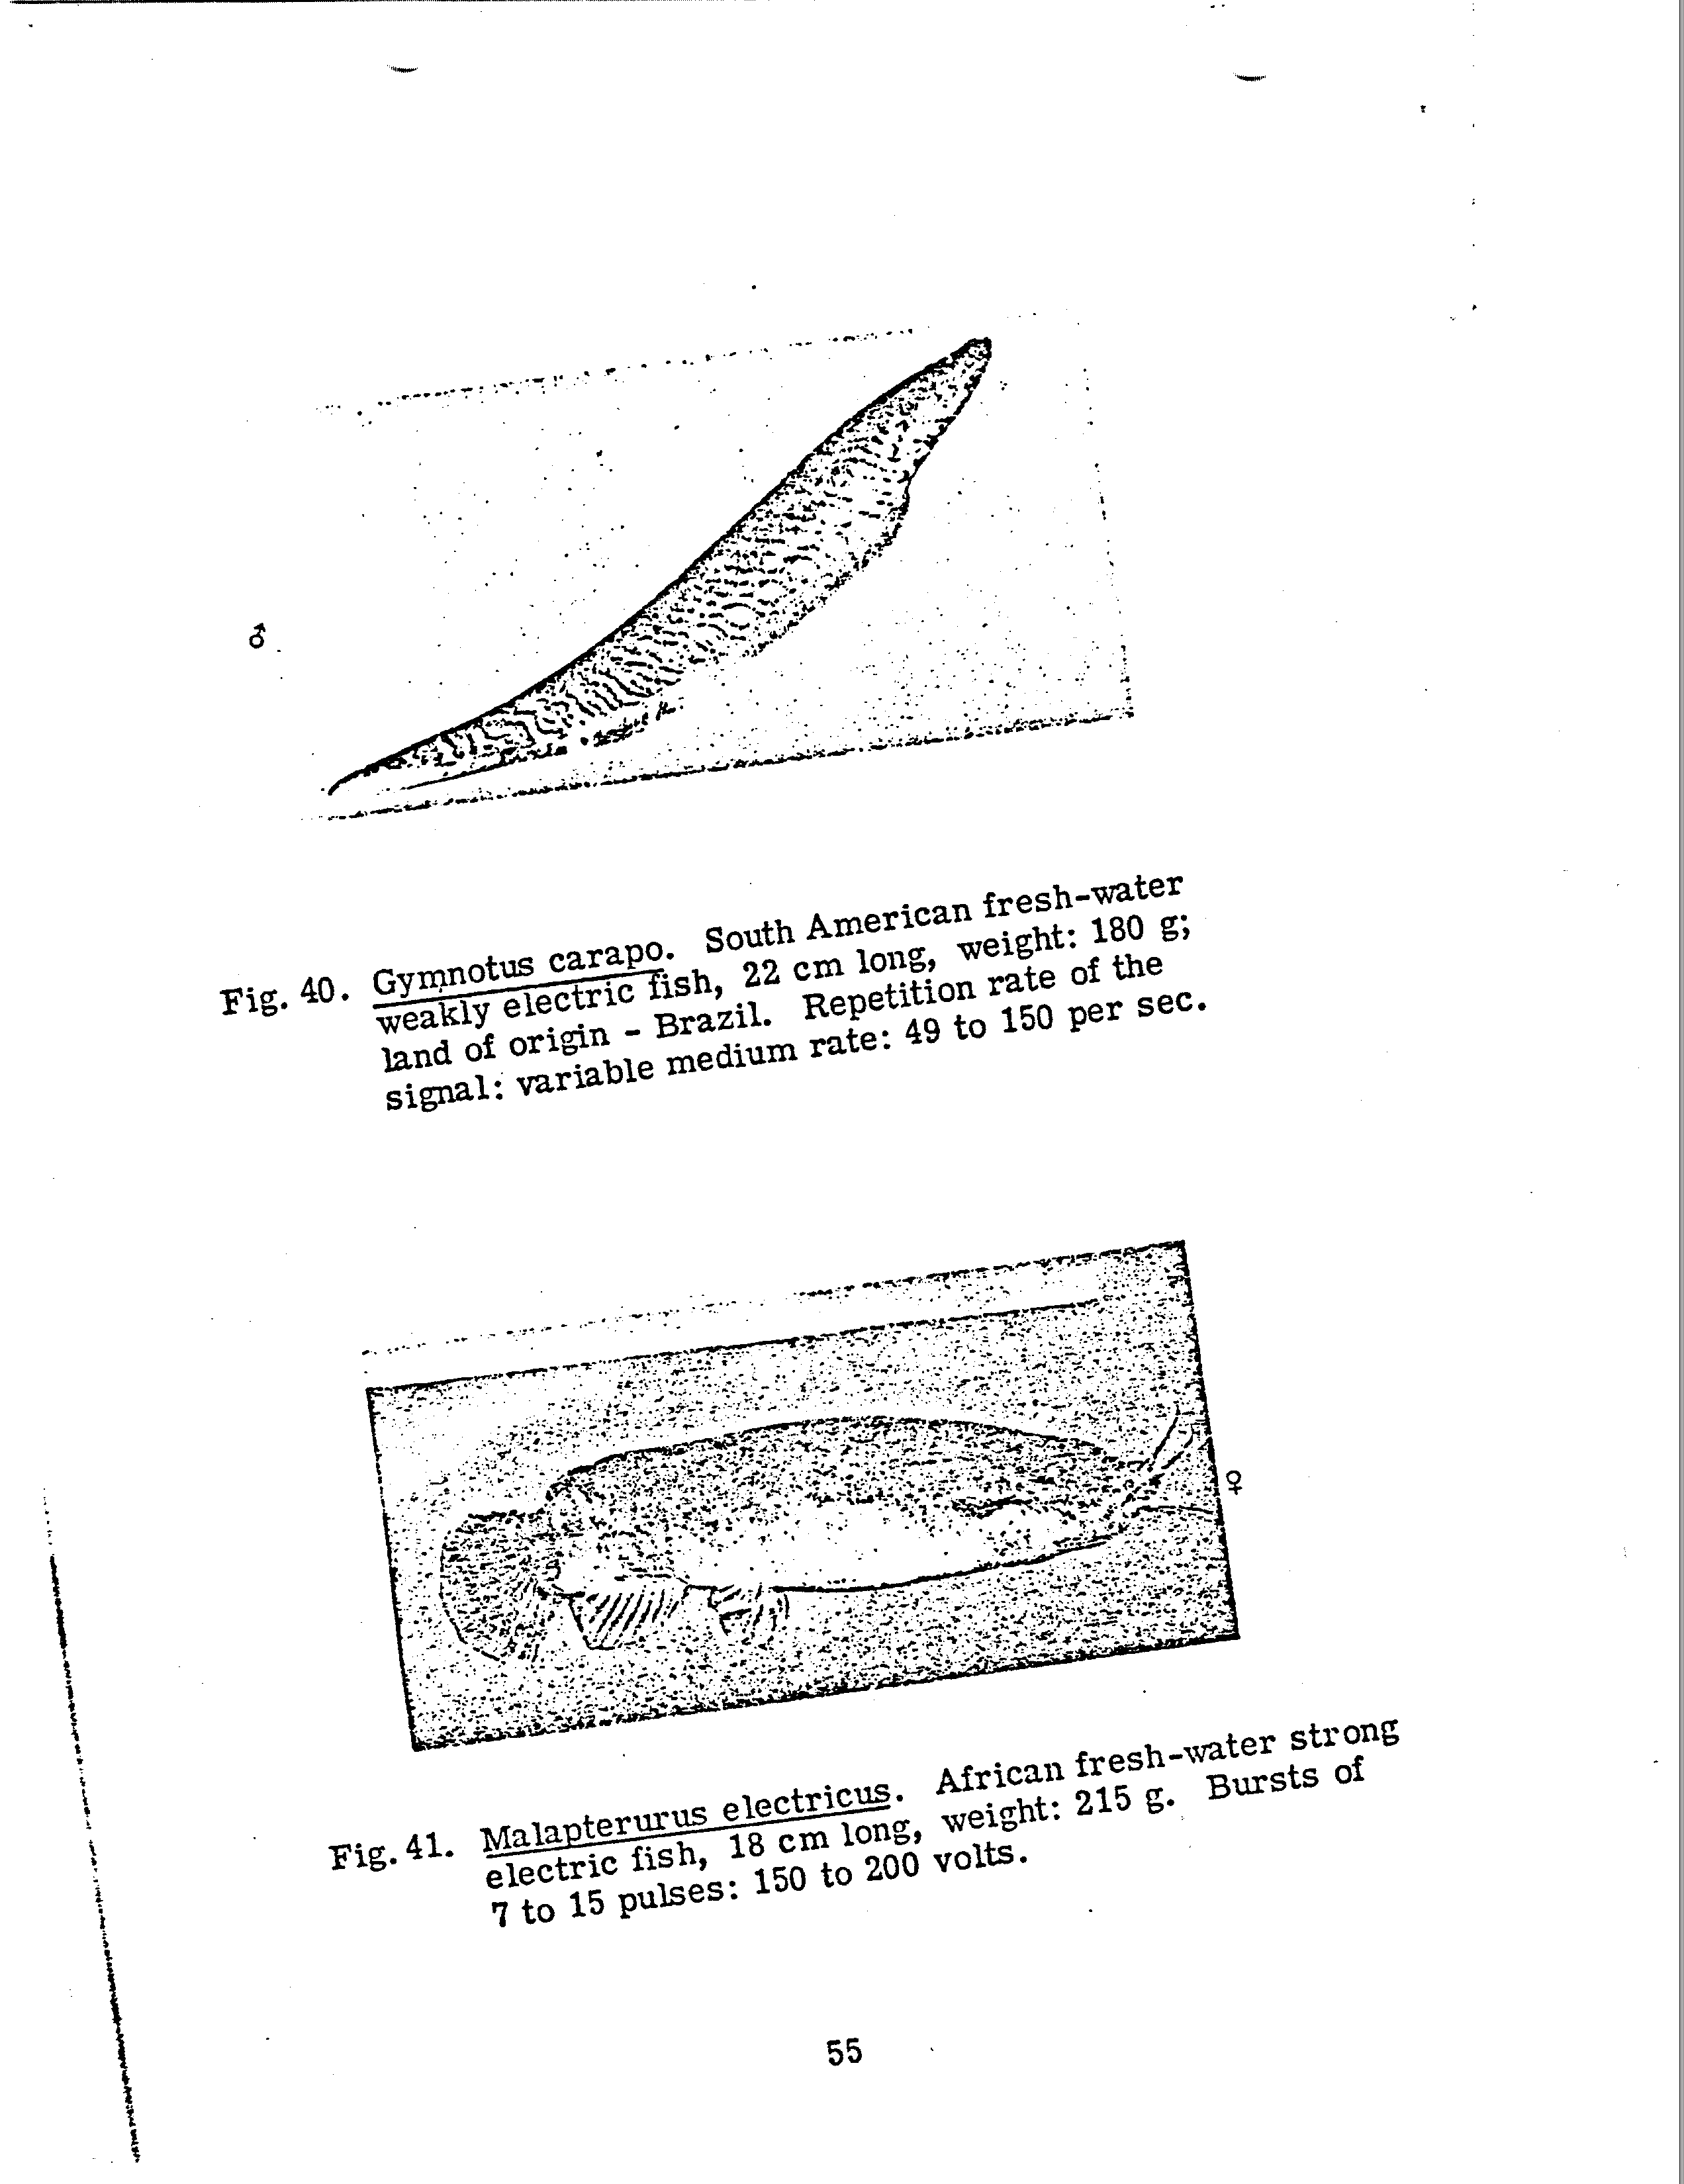 ♂
Fig. 40. Gymnotus carapo. South American fresh-water
weakly electric fish, 22 cm long, weight: 180 g;
land of origin - Brazil. Repetition rate of the
signal: variable medium rate: 49 to 150 per sec.
♀
Fig. 41. Malapterurus electricus. African fresh-water strong
electric fish, 18 cm long, weight: 215 g. Bursts of
7 to 15 pulses: 150 to 200 volts.
55